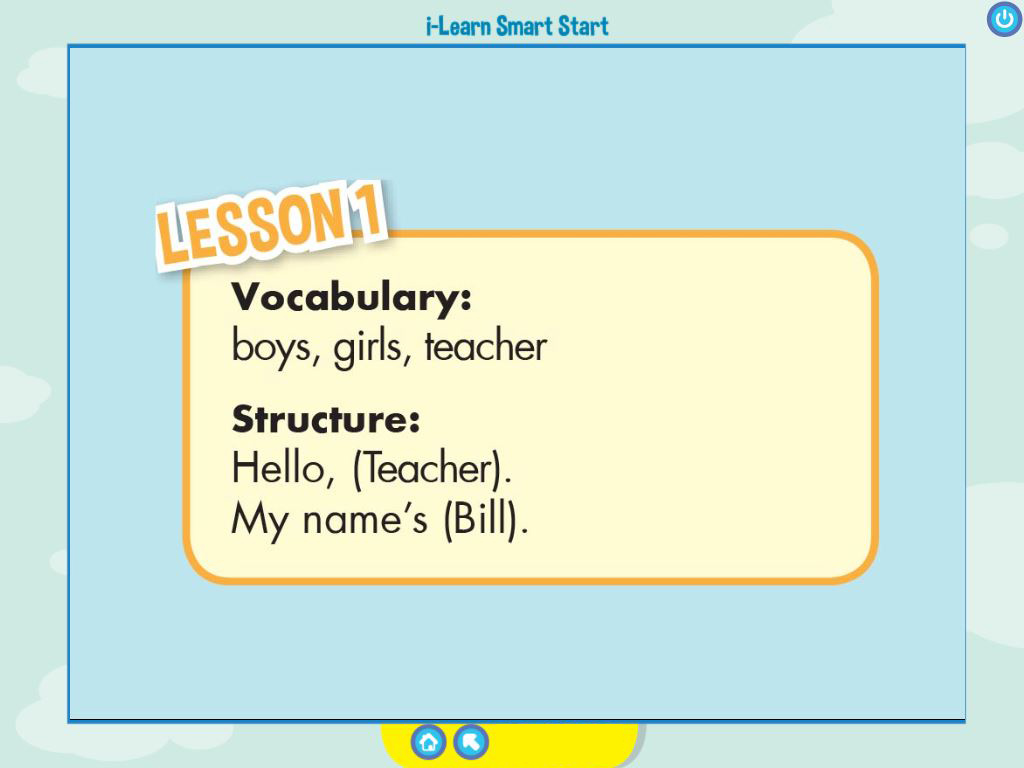 i-Learn Smart Start
LESSON 1
Vocabulary:
boys, girls, teacher
Structure:
Hello, (Teacher).
My name’s (Bill).